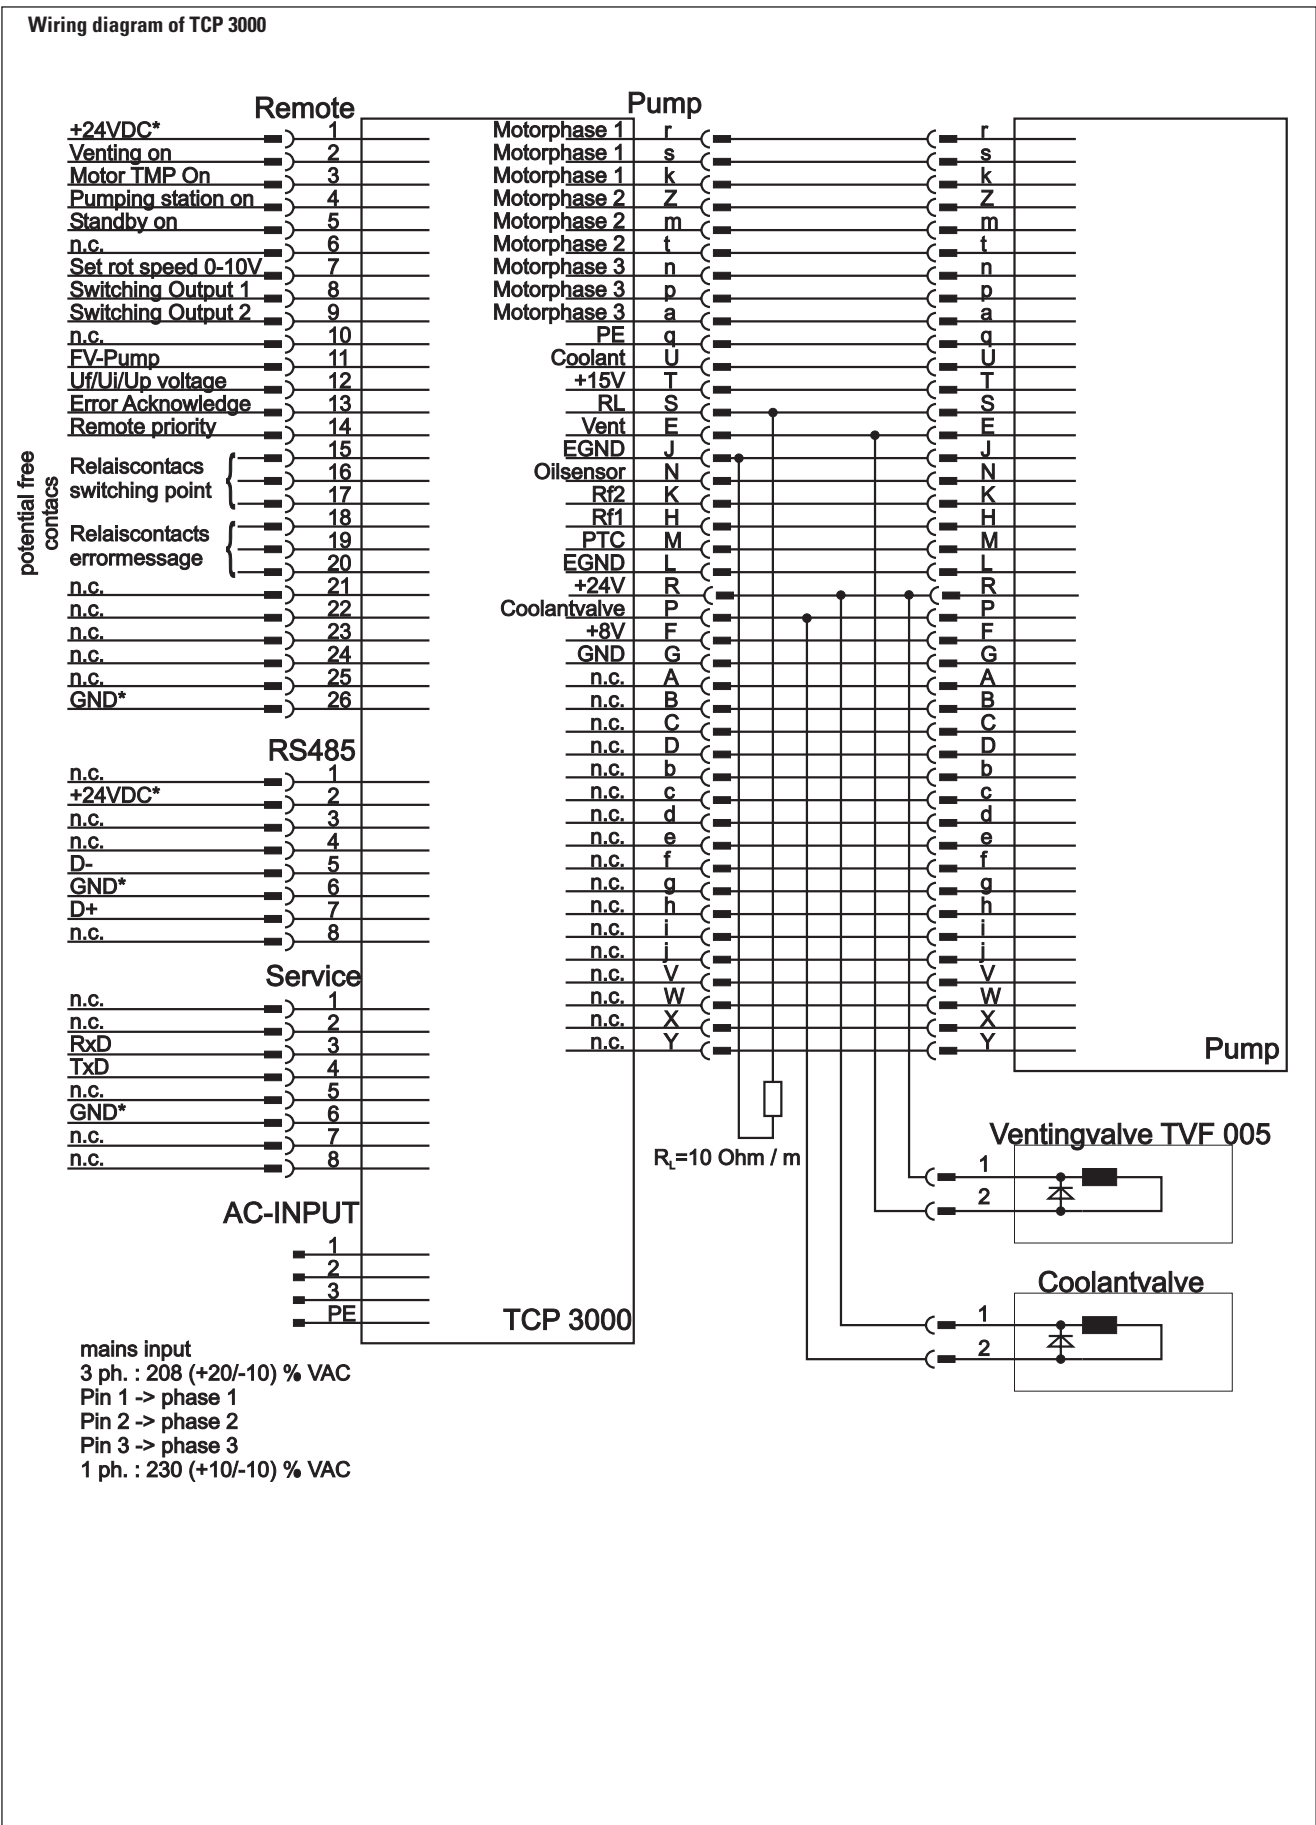 Wiring diagram of TCP 3000
Remote
+24VDC* 1
Venting on 2
Motor TMP On 3
Pumping station on 4
Standby on 5
n.c. 6
Set rot speed 0-10V 7
Switching Output 1 8
Switching Output 2 9
n.c. 10
FV-Pump 11
Uf/Ui/Up voltage 12
Error Acknowledge 13
Remote priority 14
potential free
contacs
Relaiscontacs
switching point
15
16
17
Relaiscontacts
errormessage
18
19
20
n.c. 21
n.c. 22
n.c. 23
n.c. 24
n.c. 25
GND* 26
RS485
n.c. 1
+24VDC* 2
n.c. 3
n.c. 4
D- 5
GND* 6
D+ 7
n.c. 8
Service
n.c. 1
n.c. 2
RxD 3
TxD 4
n.c. 5
GND* 6
n.c. 7
n.c. 8
AC-INPUT
1
2
3
PE
TCP 3000
mains input
3 ph. : 208 (+20/-10) % VAC
Pin 1 -> phase 1
Pin 2 -> phase 2
Pin 3 -> phase 3
1 ph. : 230 (+10/-10) % VAC
Pump
Motorphase 1 r r
Motorphase 1 s s
Motorphase 1 k k
Motorphase 2 Z Z
Motorphase 2 m m
Motorphase 2 t t
Motorphase 3 n n
Motorphase 3 p p
Motorphase 3 a a
PE q q
Coolant U U
+15V T T
RL S S
Vent E E
EGND J J
Oilsensor N N
Rf2 K K
Rf1 H H
PTC M M
EGND L L
+24V R R
Coolantvalve P P
+8V F F
GND G G
n.c. A A
n.c. B B
n.c. C C
n.c. D D
n.c. b b
n.c. c c
n.c. d d
n.c. e e
n.c. f f
n.c. g g
n.c. h h
n.c. i i
n.c. j j
n.c. V V
n.c. W W
n.c. X X
n.c. Y Y
Pump
RL=10 Ohm / m
Ventingvalve TVF 005
1
2
Coolantvalve
1
2